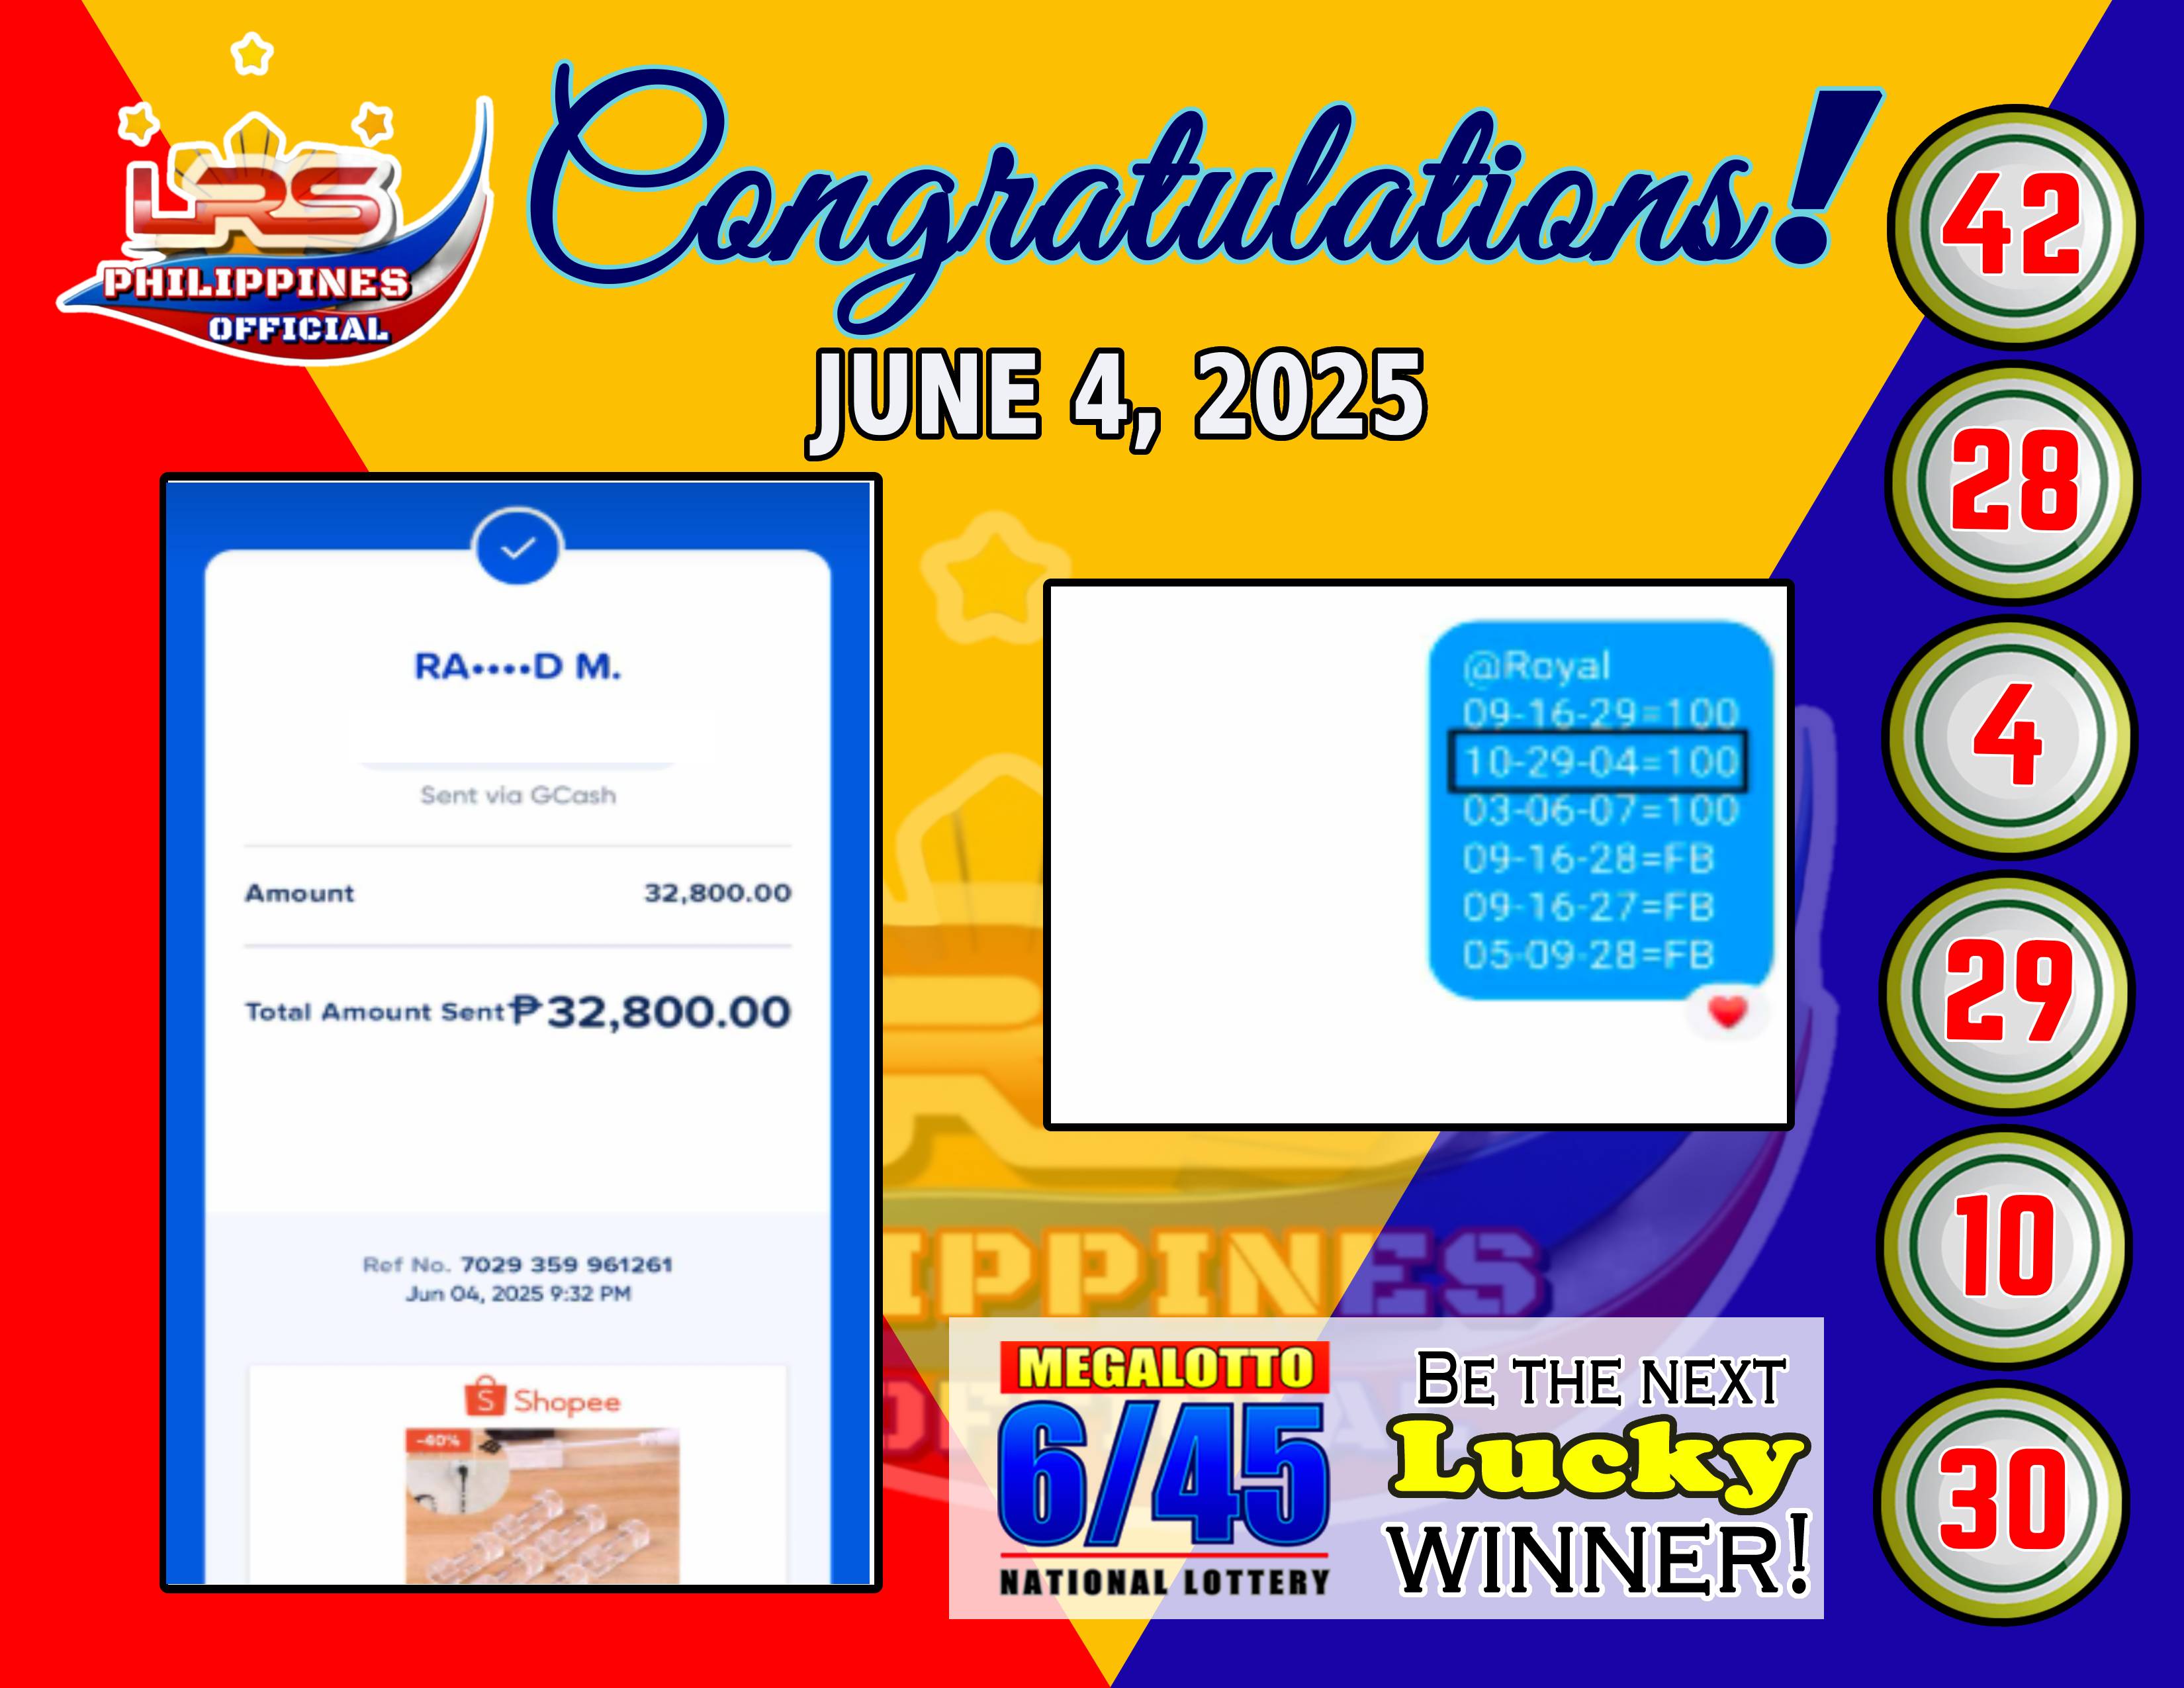 LRS
PHILIPPINES
OFFICIAL
Congratulations!
JUNE 4, 2025
RA••••D M.
Sent via GCash
Amount 32,800.00
Total Amount Sent ₱32,800.00
Ref No. 7029 359 961261
Jun 04, 2025 9:32 PM
Shopee
-40%
@Royal
09-16-29=100
10-29-04=100
03-06-07=100
09-16-28=FB
09-16-27=FB
05-09-28=FB
IPPINES
MEGALOTTO
6/45
NATIONAL LOTTERY
BE THE NEXT
Lucky
WINNER!
42
28
4
29
10
30